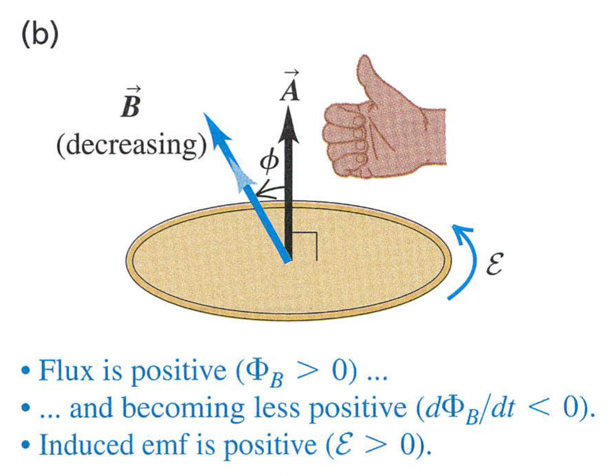 (b)
B⃗
(decreasing)
A⃗
ϕ
ℰ
• Flux is positive (Φ_B > 0) ...
• ... and becoming less positive (dΦ_B/dt < 0).
• Induced emf is positive (ℰ > 0).